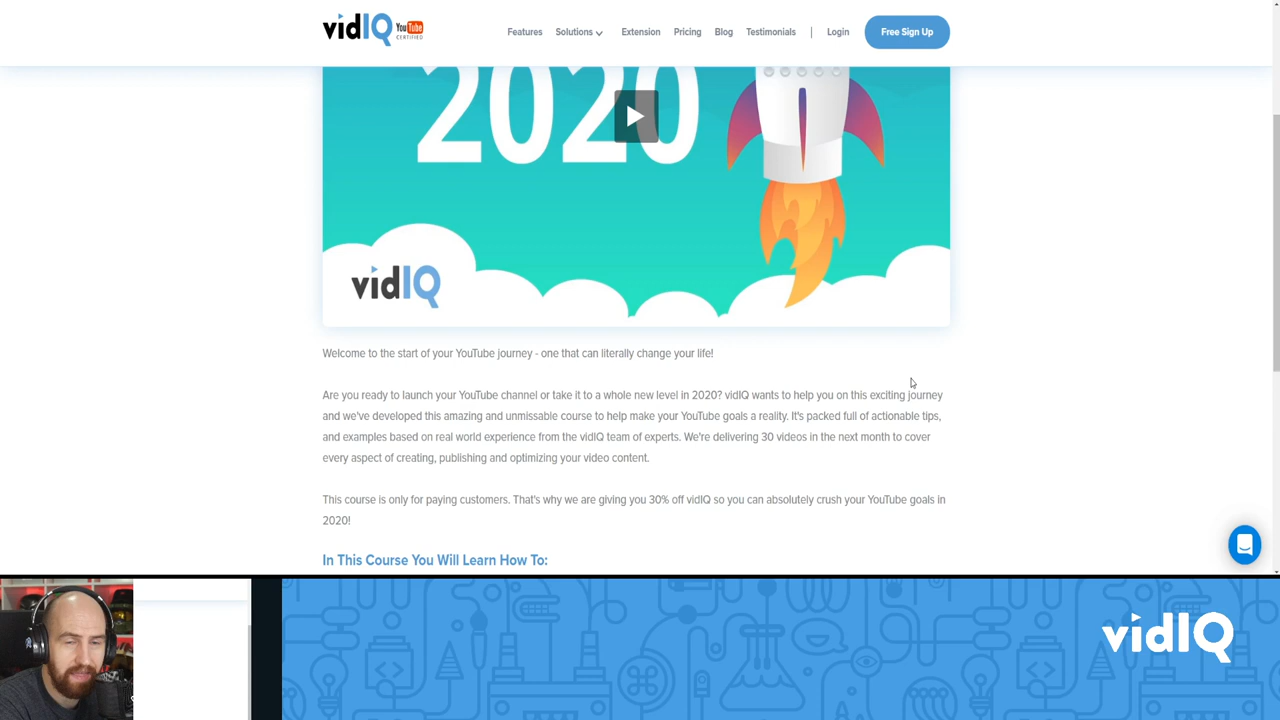 vidIQ YouTube CERTIFIED
Features Solutions Extension Pricing Blog Testimonials | Login Free Sign Up
2020
vidIQ
Welcome to the start of your YouTube journey - one that can literally change your life!
Are you ready to launch your YouTube channel or take it to a whole new level in 2020? vidIQ wants to help you on this exciting journey
and we've developed this amazing and unmissable course to help make your YouTube goals a reality. It's packed full of actionable tips,
and examples based on real world experience from the vidIQ team of experts. We're delivering 30 videos in the next month to cover
every aspect of creating, publishing and optimizing your video content.
This course is only for paying customers. That's why we are giving you 30% off vidIQ so you can absolutely crush your YouTube goals in
2020!
In This Course You Will Learn How To:
vidIQ